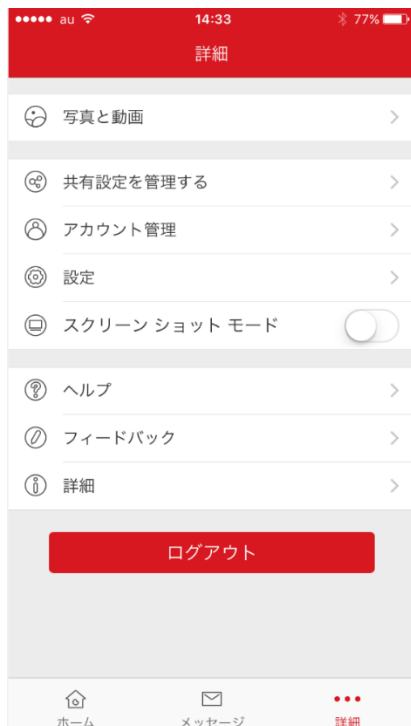 au 14:33 77%
詳細
写真と動画
共有設定を管理する
アカウント管理
設定
スクリーン ショット モード
ヘルプ
フィードバック
詳細
ログアウト
ホーム メッセージ 詳細